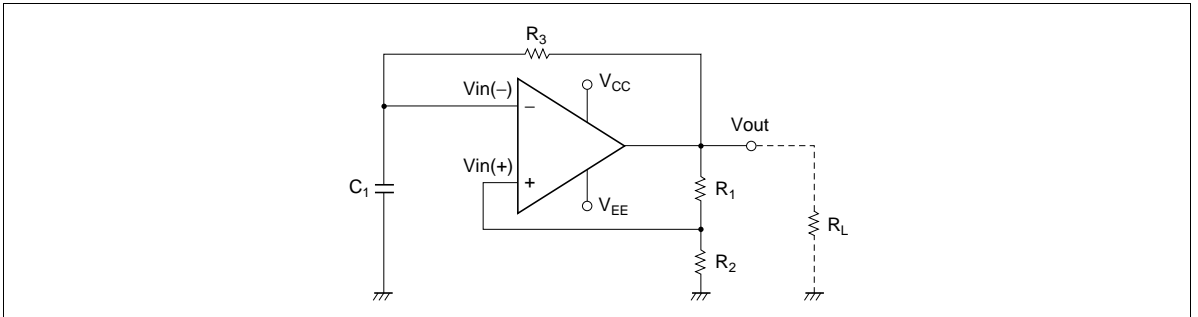 R3
Vin(−)
VCC
−
Vout
Vin(+)
+
C1
R1
VEE
RL
R2